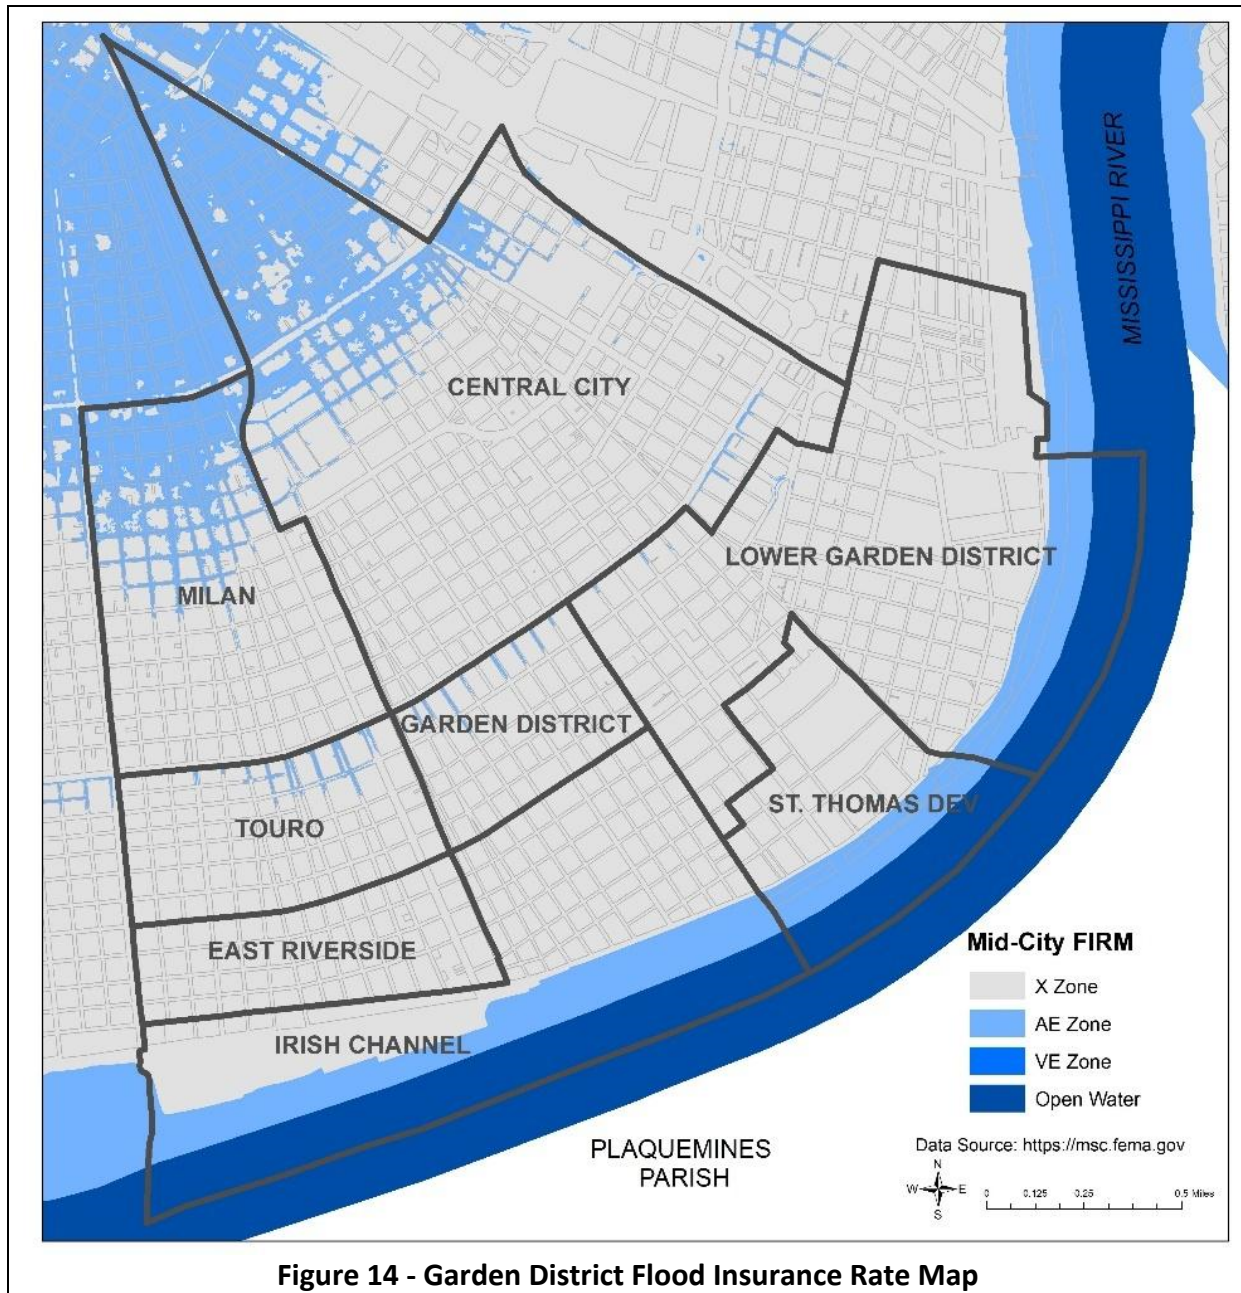 MISSISSIPPI RIVER
CENTRAL CITY
LOWER GARDEN DISTRICT
MILAN
GARDEN DISTRICT
ST. THOMAS DEV
TOURO
EAST RIVERSIDE
IRISH CHANNEL
PLAQUEMINES
PARISH
Mid-City FIRM
X Zone
AE Zone
VE Zone
Open Water
Data Source: https://msc.fema.gov
N
W E
S
0 0.125 0.25 0.5 Miles
Figure 14 - Garden District Flood Insurance Rate Map